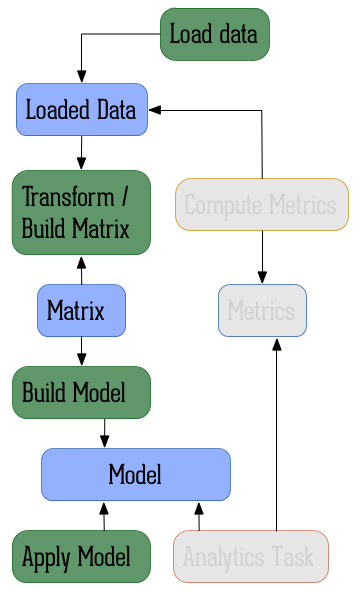 Load data
Loaded Data
Transform /
Build Matrix
Compute Metrics
Matrix
Metrics
Build Model
Model
Apply Model
Analytics Task